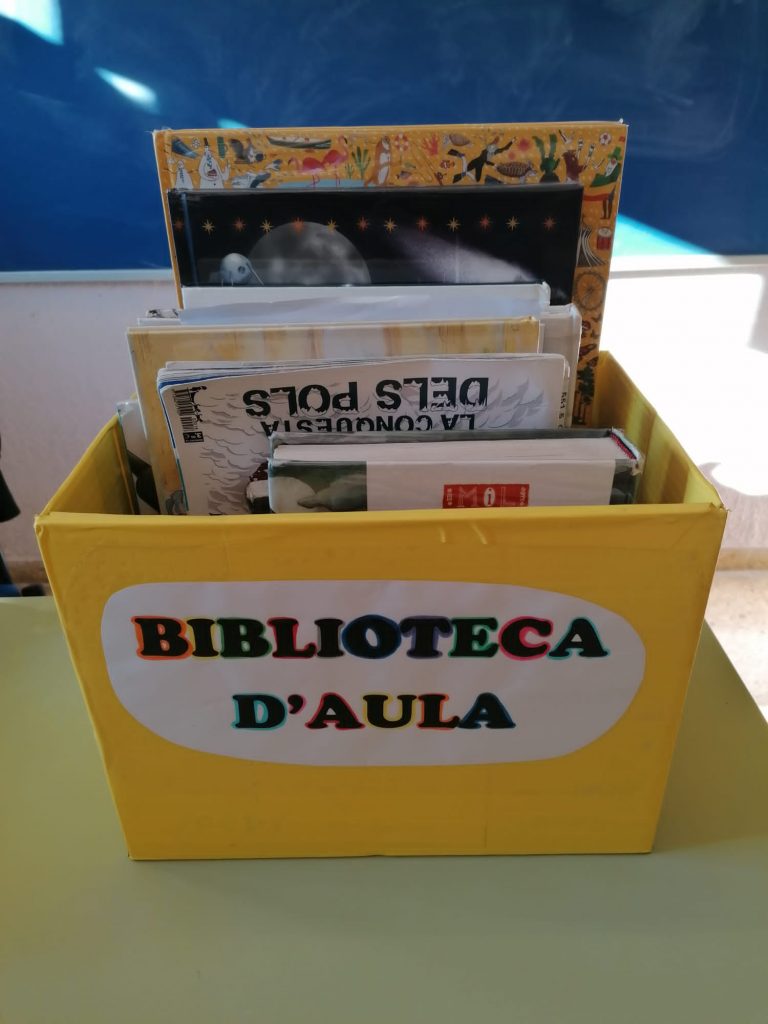 LA CONQUESTA
DELS POLS
BIBLIOTECA
D'AULA